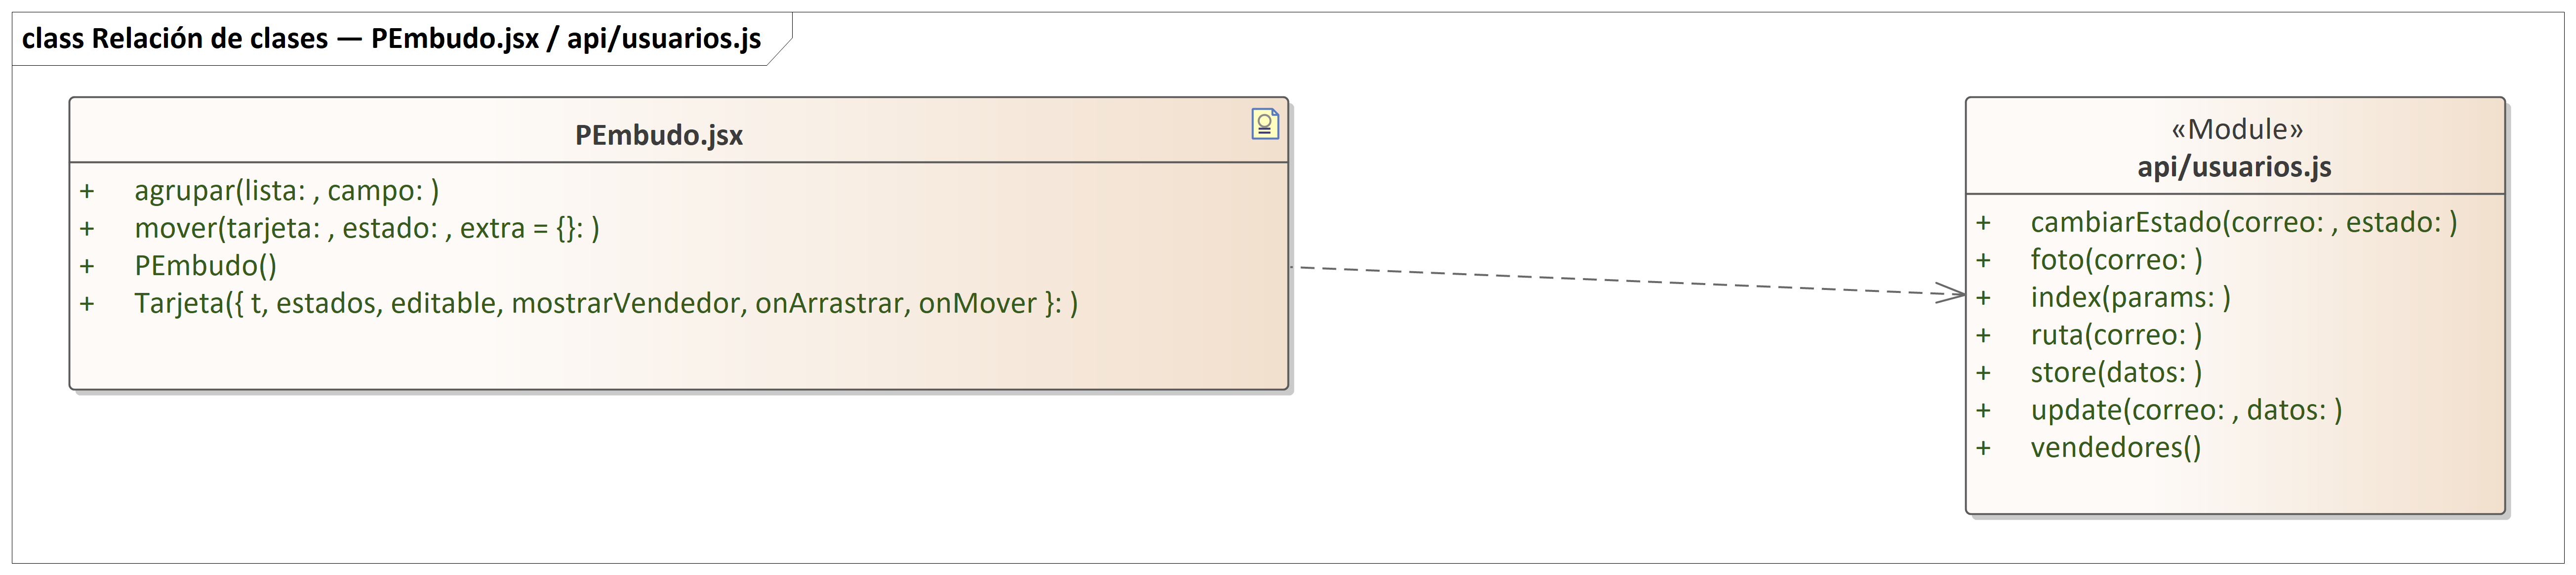 class Relación de clases — PEmbudo.jsx / api/usuarios.js
PEmbudo.jsx
+ agrupar(lista: , campo: )
+ mover(tarjeta: , estado: , extra = {}: )
+ PEmbudo()
+ Tarjeta({ t, estados, editable, mostrarVendedor, onArrastrar, onMover }: )
«Module»
api/usuarios.js
+ cambiarEstado(correo: , estado: )
+ foto(correo: )
+ index(params: )
+ ruta(correo: )
+ store(datos: )
+ update(correo: , datos: )
+ vendedores()